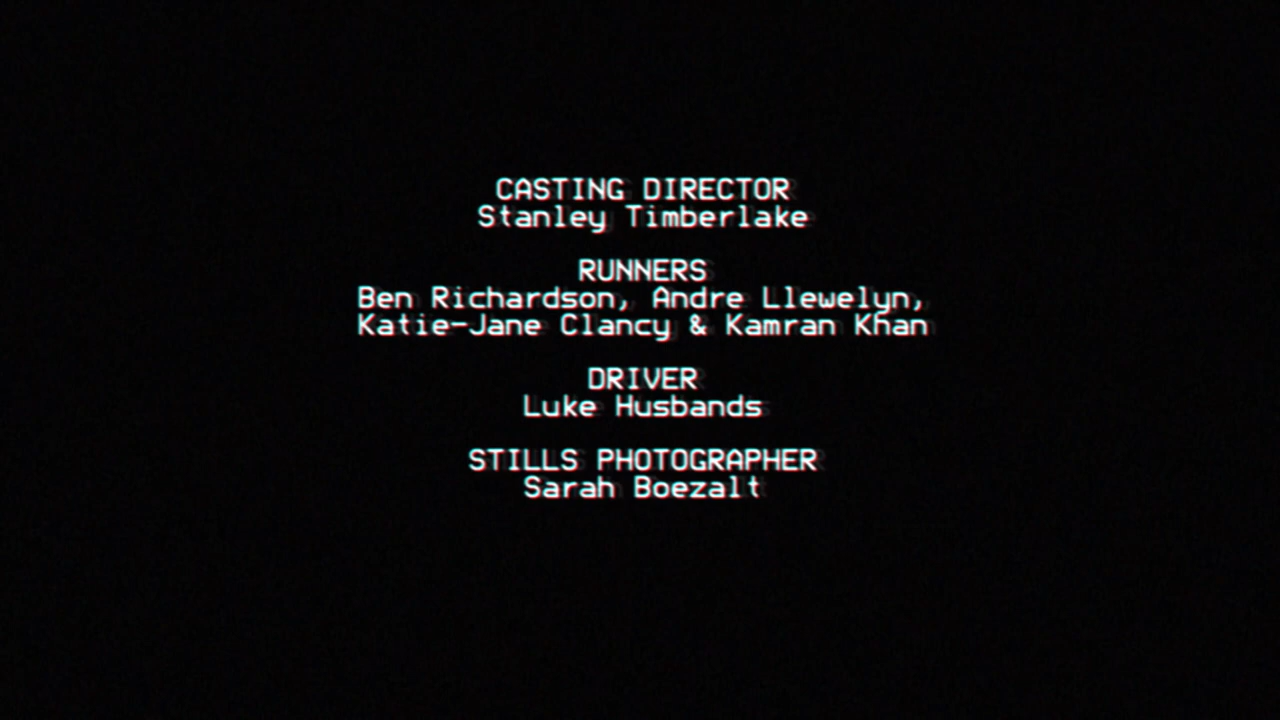 CASTING DIRECTOR
Stanley Timberlake
RUNNERS
Ben Richardson, Andre Llewelyn,
Katie-Jane Clancy & Kamran Khan
DRIVER
Luke Husbands
STILLS PHOTOGRAPHER
Sarah Boezalt